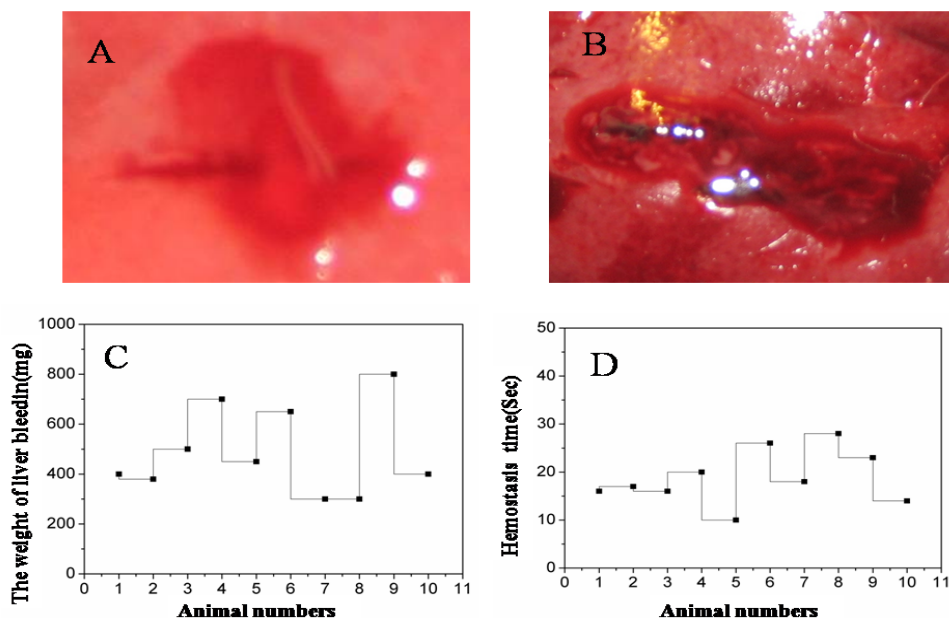 A
B
The weight of liver bleedin(mg)
1000
800
600
400
200
0
C
0 1 2 3 4 5 6 7 8 9 10 11
Animal numbers
Hemostasis time(Sec)
50
40
30
20
10
0
D
0 1 2 3 4 5 6 7 8 9 10 11
Animal numbers